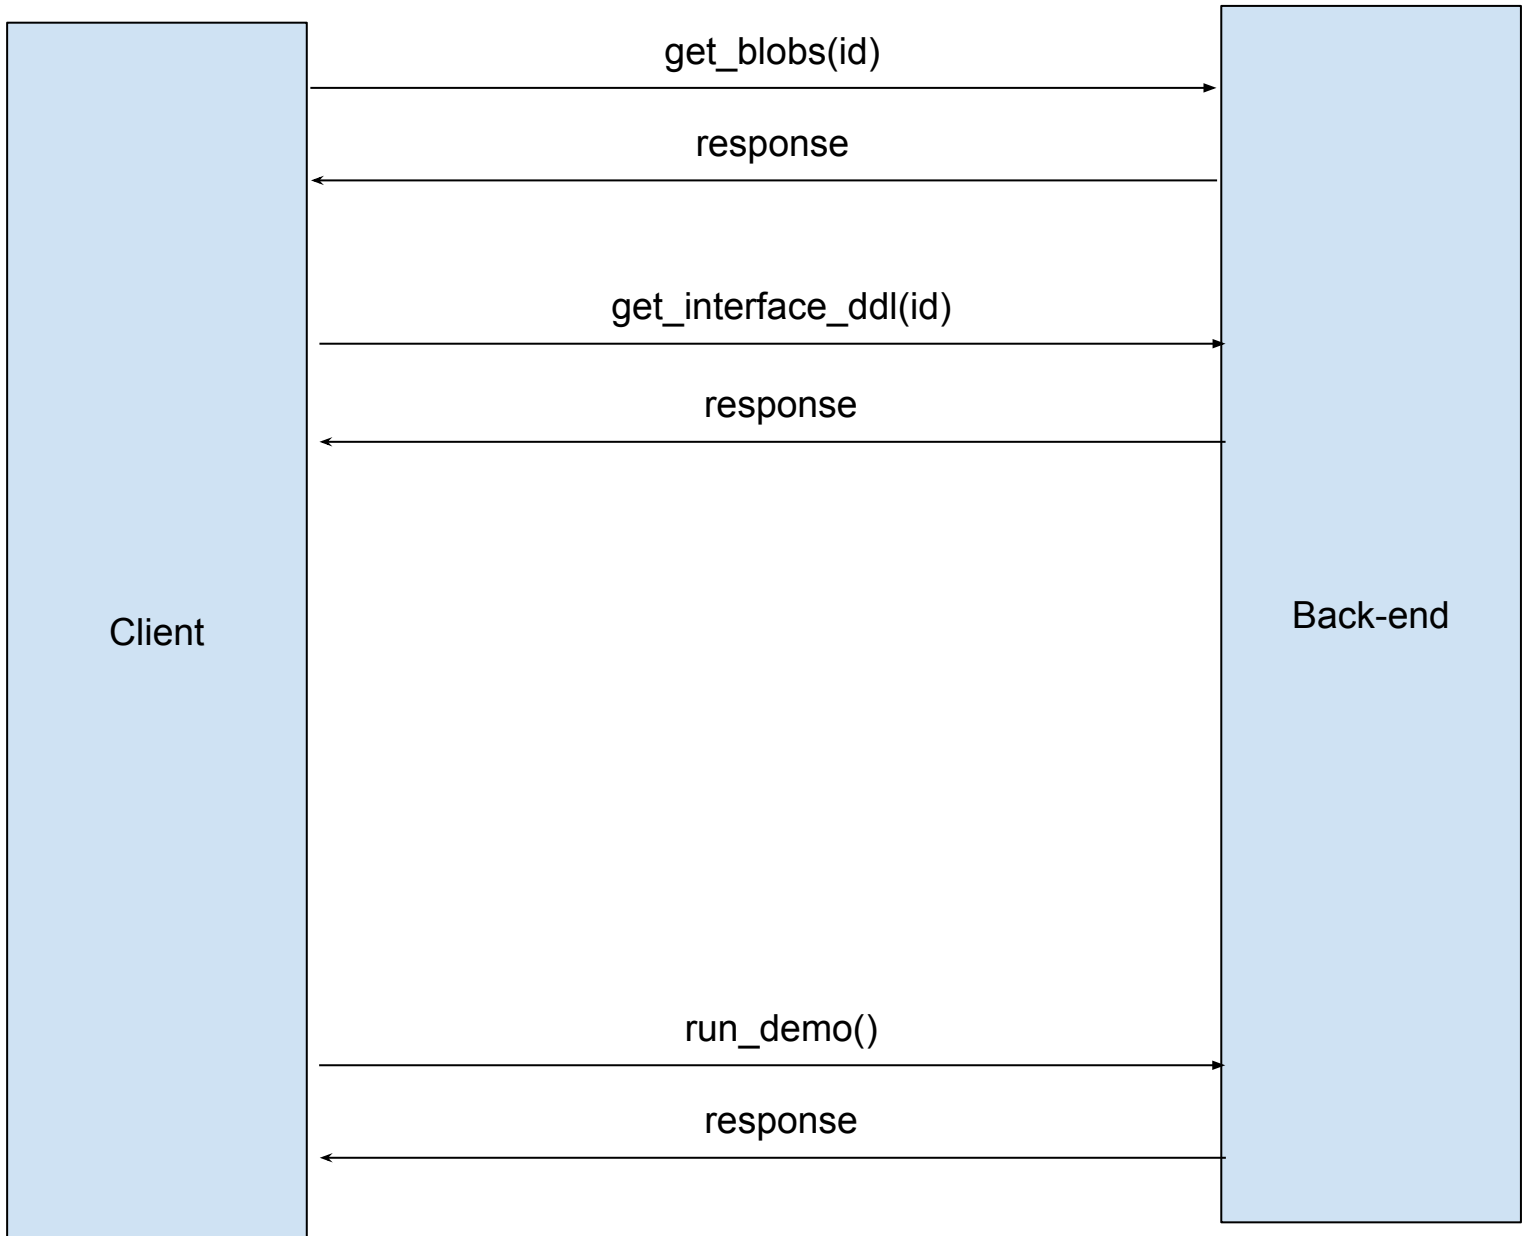 get_blobs(id)
response
get_interface_ddl(id)
response
Client
Back-end
run_demo()
response